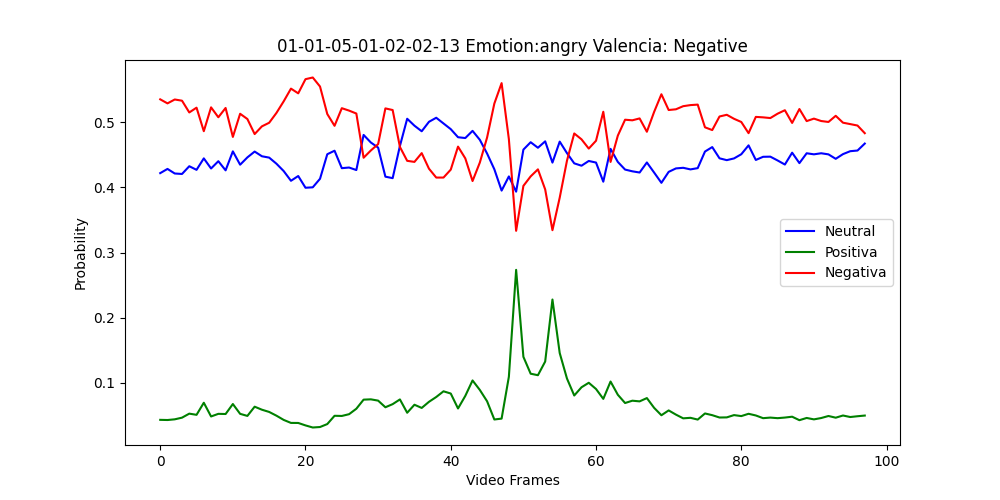 01-01-05-01-02-02-13 Emotion:angry Valencia: Negative
0.5
0.4
0.3
0.2
0.1
Probability
Neutral
Positiva
Negativa
0 20 40 60 80 100
Video Frames